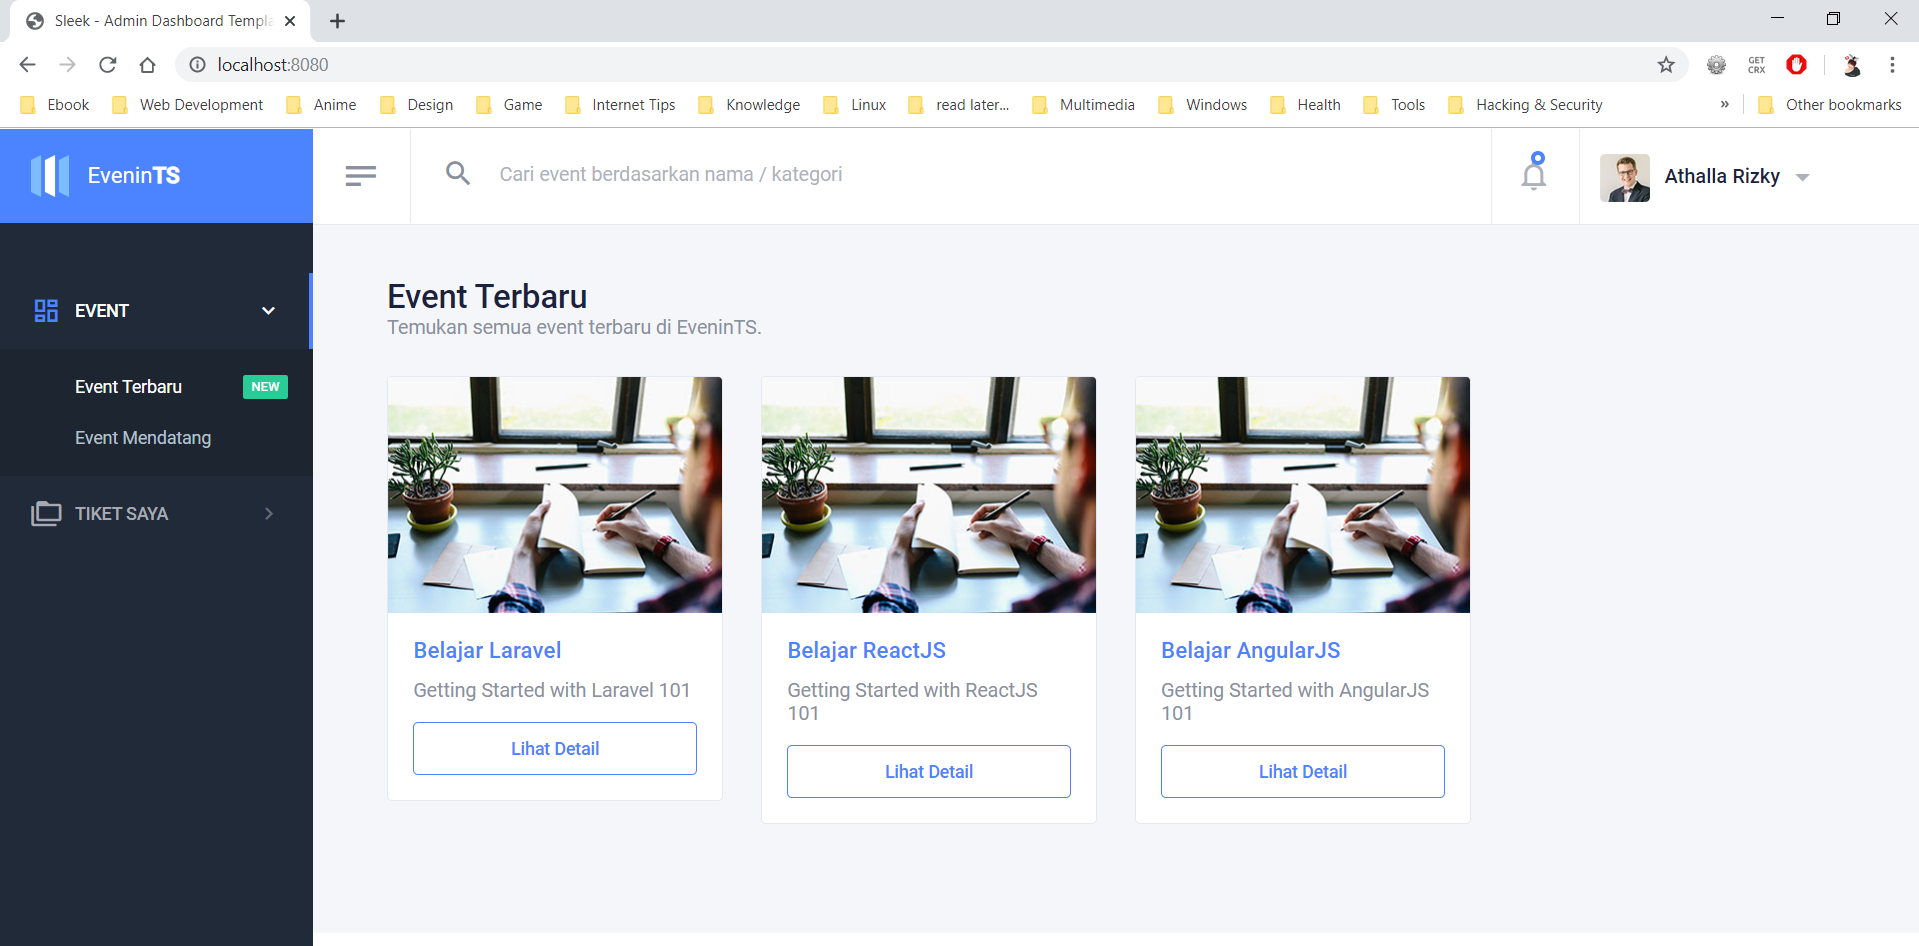 Sleek - Admin Dashboard Templa
localhost:8080
GET
CRX
Ebook
Web Development
Anime
Design
Game
Internet Tips
Knowledge
Linux
read later...
Multimedia
Windows
Health
Tools
Hacking & Security
»
Other bookmarks
EveninTS
Cari event berdasarkan nama / kategori
Athalla Rizky
EVENT
Event Terbaru
NEW
Event Mendatang
TIKET SAYA
Event Terbaru
Temukan semua event terbaru di EveninTS.
Belajar Laravel
Getting Started with Laravel 101
Lihat Detail
Belajar ReactJS
Getting Started with ReactJS
101
Lihat Detail
Belajar AngularJS
Getting Started with AngularJS
101
Lihat Detail